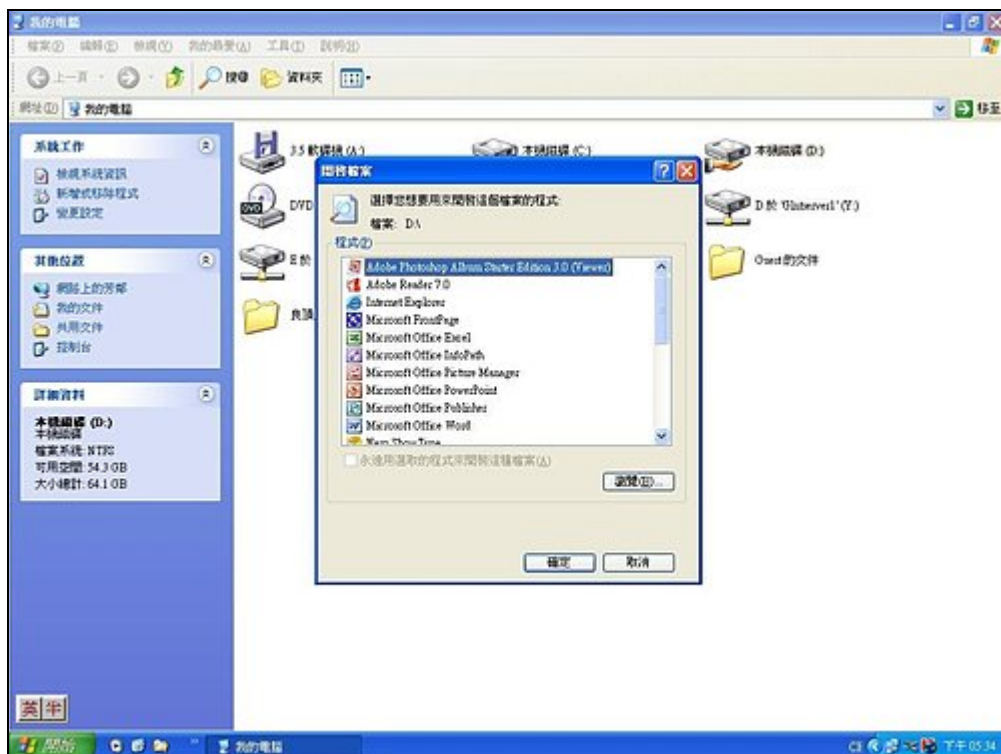 我的電腦
檔案(F) 編輯(E) 檢視(V) 我的最愛(A) 工具(T) 說明(H)
上一頁 搜尋 資料夾
網址(D) 我的電腦 移至
系統工作
檢視系統資訊
新增或移除程式
變更設定
其他位置
網路上的芳鄰
我的文件
共用文件
控制台
詳細資料
本機磁碟 (D:)
本機磁碟
檔案系統: NTFS
可用空間: 54.3 GB
大小總計: 64.1 GB
3.5 軟碟機 (A:)
本機磁碟 (C:)
本機磁碟 (D:)
DVD
D 於 (Y:)
E 於
Guest 的文件
開啟檔案
選擇您想要用來開啟這個檔案的程式:
檔案: D:\
程式(P)
Adobe Photoshop Album Starter Edition 3.0 (Viewer)
Adobe Reader 7.0
Internet Explorer
Microsoft FrontPage
Microsoft Office Excel
Microsoft Office InfoPath
Microsoft Office Picture Manager
Microsoft Office PowerPoint
Microsoft Office Publisher
Microsoft Office Word
永遠用選取的程式來開啟這種檔案(A)
瀏覽(B)...
確定 取消
英 半
開始 我的電腦 下午 05:14